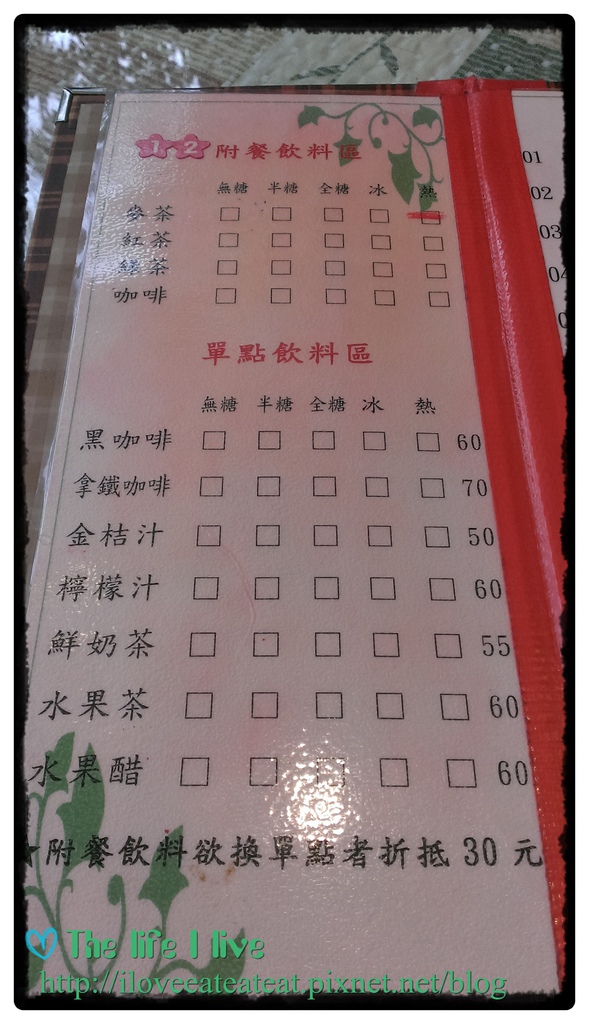 12 附餐飲料區
無糖 半糖 全糖 冰 熱
麥茶 □ □ □ □ □
紅茶 □ □ □ □ □
綠茶 □ □ □ □ □
咖啡 □ □ □ □ □
單點飲料區
無糖 半糖 全糖 冰 熱
黑咖啡 □ □ □ □ □ 60
拿鐵咖啡 □ □ □ □ □ 70
金桔汁 □ □ □ □ □ 50
檸檬汁 □ □ □ □ □ 60
鮮奶茶 □ □ □ □ □ 55
水果茶 □ □ □ □ □ 60
水果醋 □ □ □ □ □ 60
★附餐飲料欲換單點者折抵 30 元
01
02
03
The life I live
http://iloveeateateat.pixnet.net/blog